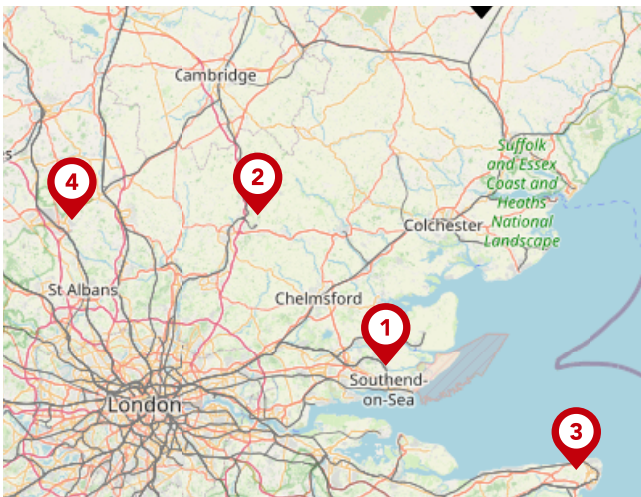 Cambridge
s
4
2
Suffolk
and Essex
Coast and
Heaths
National
Landscape
Colchester
St Albans
Chelmsford
1
Southend-
on-Sea
London
3